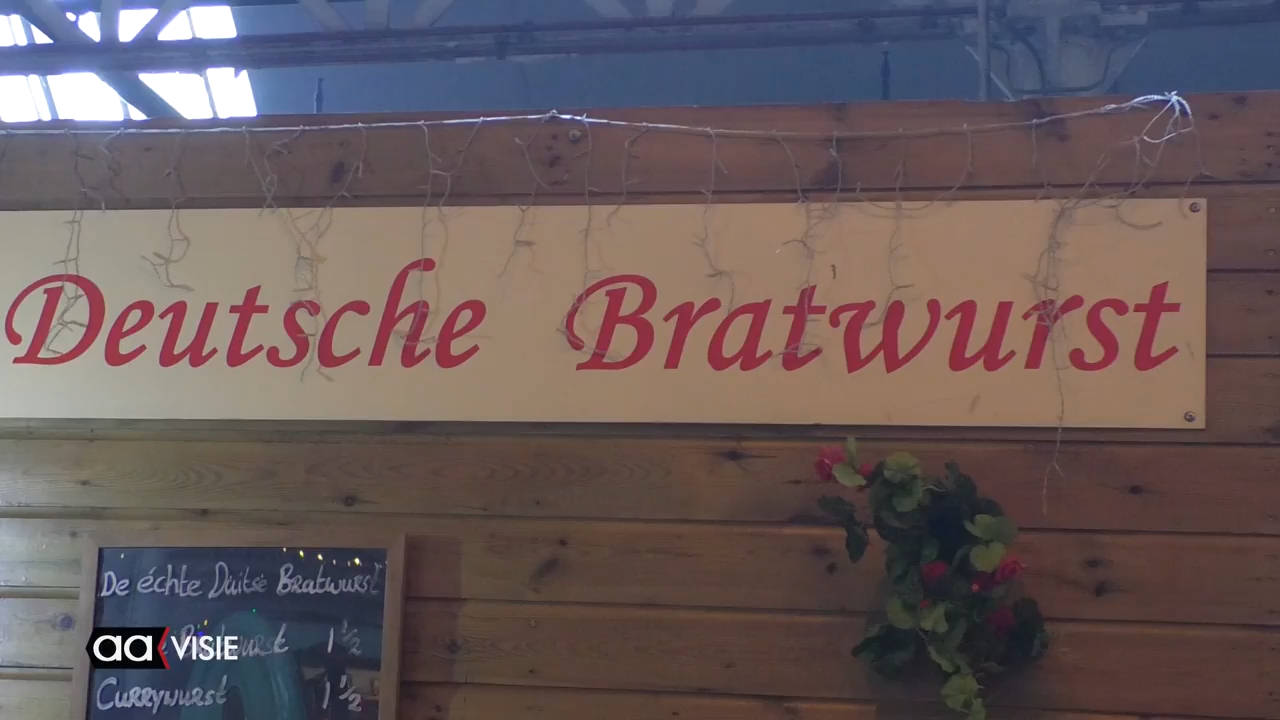 Deutsche Bratwurst
De échte Duitse Bratwurst
1 ½
Currywurst 1 ½
aa VISIE